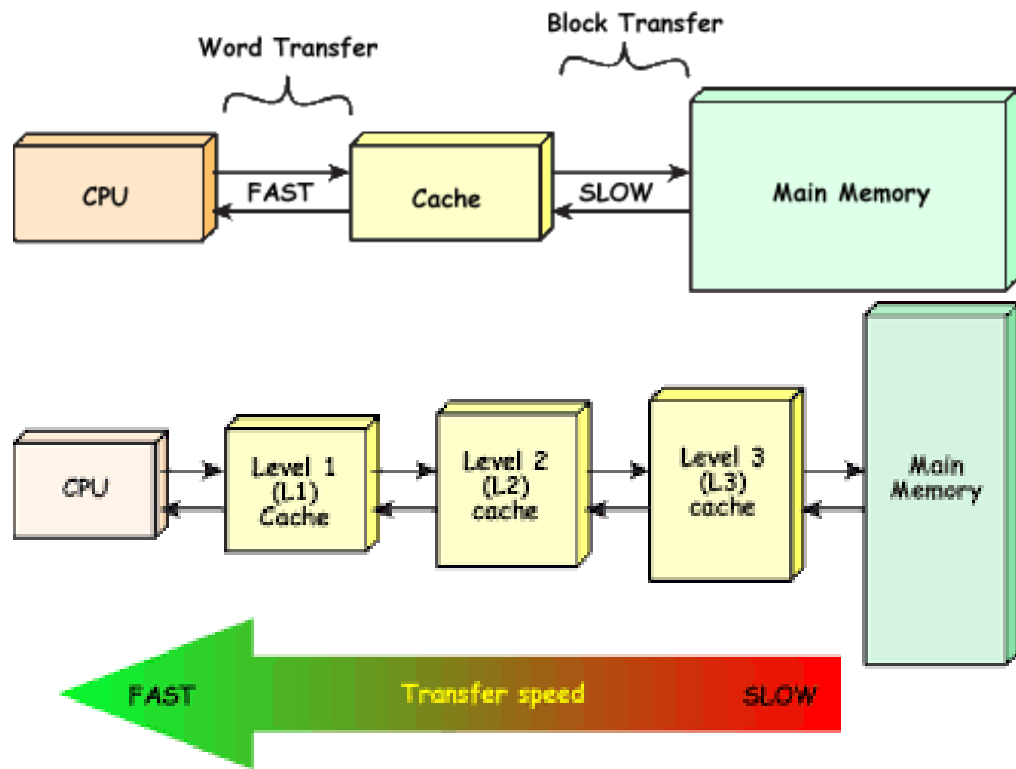 Word Transfer
Block Transfer
CPU
FAST
Cache
SLOW
Main Memory
CPU
Level 1
(L1)
Cache
Level 2
(L2)
cache
Level 3
(L3)
cache
Main
Memory
FAST
Transfer speed
SLOW